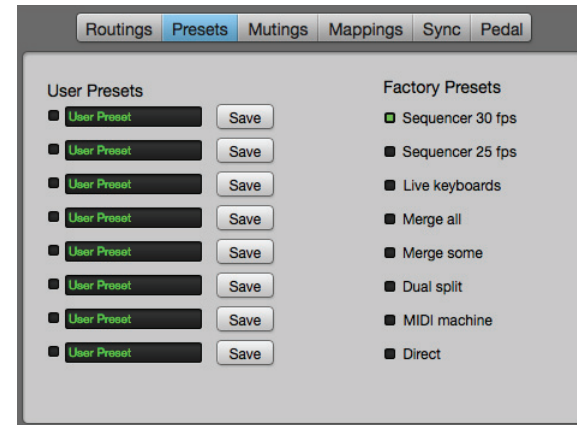 Routings Presets Mutings Mappings Sync Pedal
User Presets
User Preset Save
User Preset Save
User Preset Save
User Preset Save
User Preset Save
User Preset Save
User Preset Save
User Preset Save
Factory Presets
Sequencer 30 fps
Sequencer 25 fps
Live keyboards
Merge all
Merge some
Dual split
MIDI machine
Direct